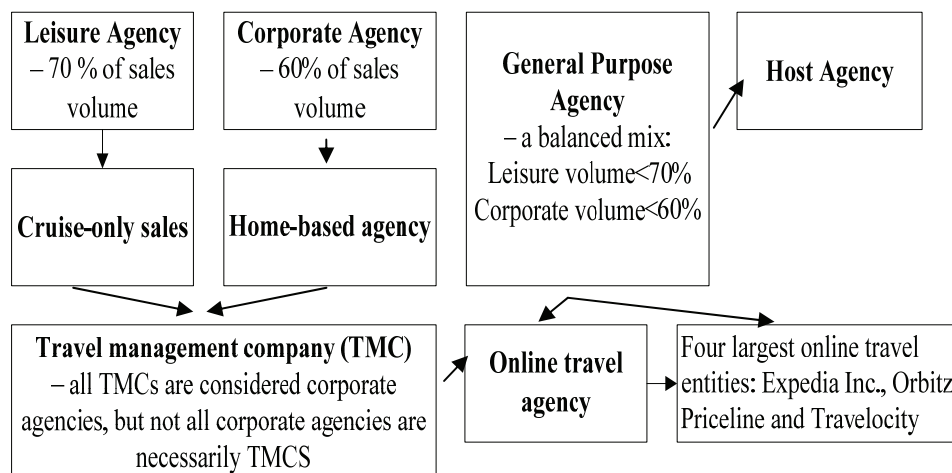 Leisure Agency
– 70 % of sales
volume
Corporate Agency
– 60% of sales
volume
General Purpose
Agency
– a balanced mix:
Leisure volume<70%
Corporate volume<60%
Host Agency
Cruise-only sales
Home-based agency
Travel management company (TMC)
– all TMCs are considered corporate
agencies, but not all corporate agencies are
necessarily TMCS
Online travel
agency
Four largest online travel
entities: Expedia Inc., Orbitz
Priceline and Travelocity